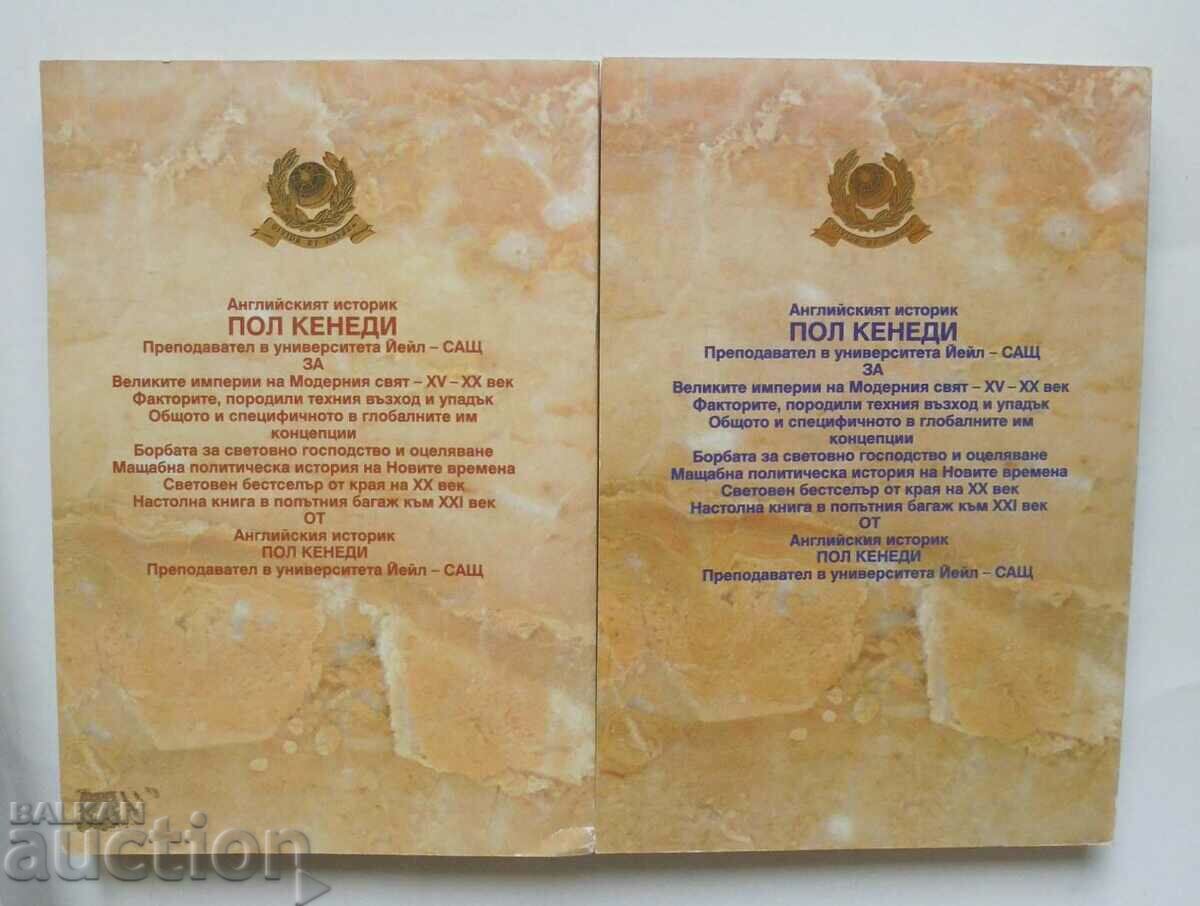 DIVIDE ET IMPERA
Английският историк
ПОЛ КЕНЕДИ
Преподавател в университета Йейл – САЩ
ЗА
Великите империи на Модерния свят – XV – XX век
Факторите, породили техния възход и упадък
Общото и специфичното в глобалните им
концепции
Борбата за световно господство и оцеляване
Мащабна политическа история на Новите времена
Световен бестселър от края на XX век
Настолна книга в попътния багаж към XXI век
ОТ
Английския историк
ПОЛ КЕНЕДИ
Преподавател в университета Йейл – САЩ
DIVIDE ET IMPERA
Английският историк
ПОЛ КЕНЕДИ
Преподавател в университета Йейл – САЩ
ЗА
Великите империи на Модерния свят – XV – XX век
Факторите, породили техния възход и упадък
Общото и специфичното в глобалните им
концепции
Борбата за световно господство и оцеляване
Мащабна политическа история на Новите времена
Световен бестселър от края на XX век
Настолна книга в попътния багаж към XXI век
ОТ
Английския историк
ПОЛ КЕНЕДИ
Преподавател в университета Йейл – САЩ
BALKAN
auction